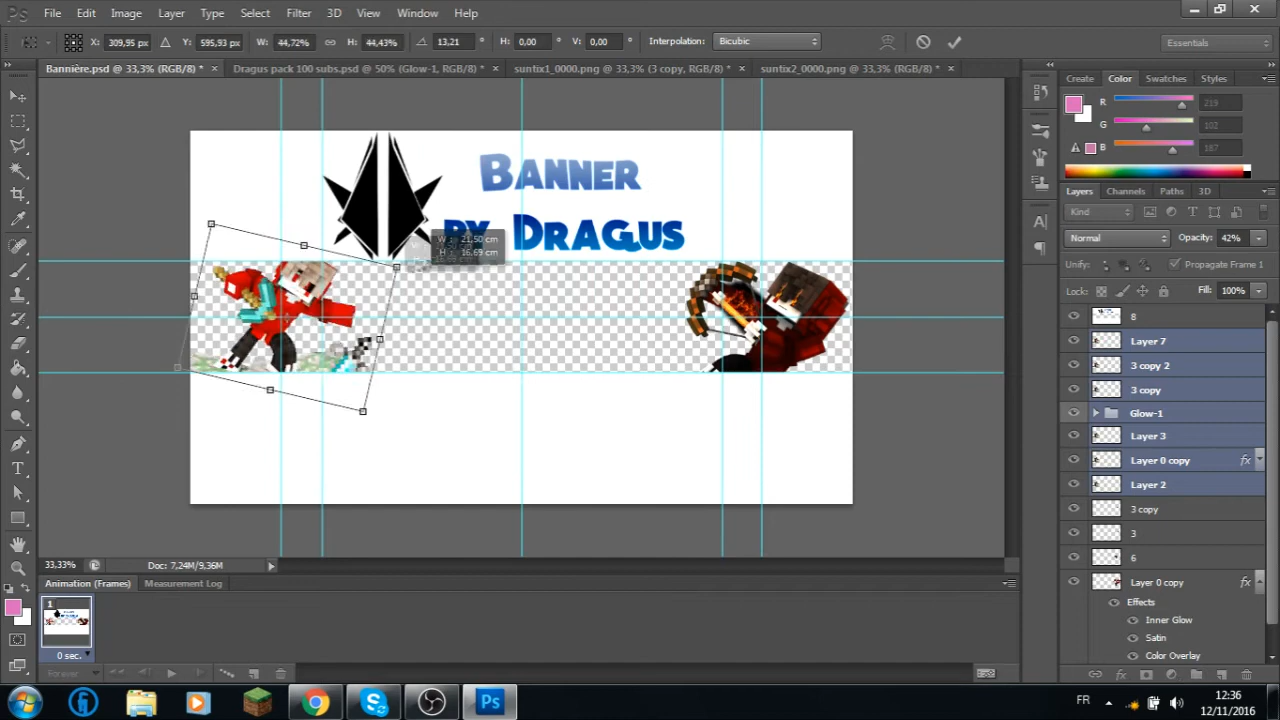 Ps File Edit Image Layer Type Select Filter 3D View Window Help
X: 309,95 px Y: 595,93 px W: 44,72% H: 44,43% 13,21 ° H: 0,00 ° V: 0,00 ° Interpolation: Bicubic Essentials
Bannière.psd @ 33,3% (RGB/8) * × Dragus pack 100 subs.psd @ 50% (Glow-1, RGB/8) * × suntix1_0000.png @ 33,3% (3 copy, RGB/8) * × suntix2_0000.png @ 33,3% (RGB/8) * ×
Create Color Swatches Styles
R 219
G 102
B 187
Banner
by Dragus
W: 21,50 cm
H: 16,69 cm
Layers Channels Paths 3D
Kind
Normal Opacity: 42%
Unify: Propagate Frame 1
Lock: Fill: 100%
8
Layer 7
3 copy 2
3 copy
Glow-1
Layer 3
Layer 0 copy fx
Layer 2
3 copy
3
6
Layer 0 copy fx
Effects
Inner Glow
Satin
Color Overlay
33,33% Doc: 7,24M/9,36M
Animation (Frames) Measurement Log
1
0 sec.
Forever
fx
Ps
FR 12:36
12/11/2016